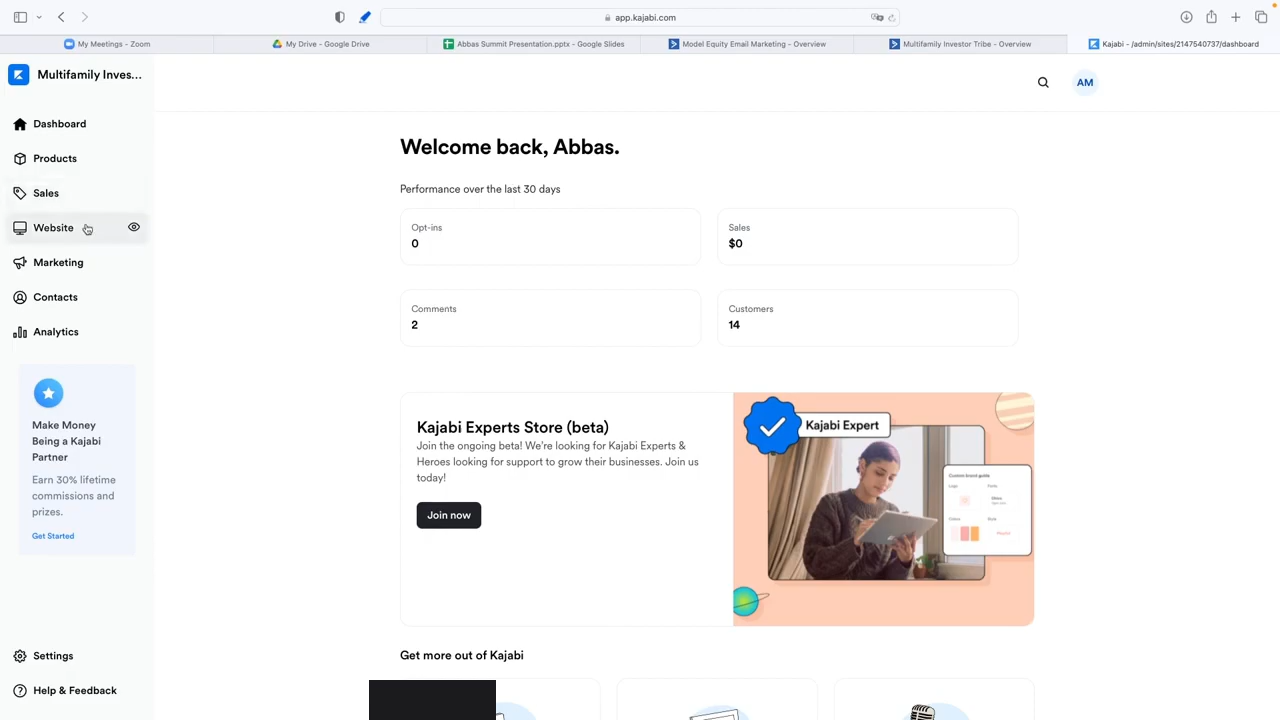 app.kajabi.com
My Meetings - Zoom
My Drive - Google Drive
Abbas Summit Presentation.pptx - Google Slides
Model Equity Email Marketing - Overview
Multifamily Investor Tribe - Overview
Kajabi - /admin/sites/2147540737/dashboard
Multifamily Inves...
AM
Dashboard
Products
Sales
Website
Marketing
Contacts
Analytics
Make Money
Being a Kajabi
Partner
Earn 30% lifetime
commissions and
prizes.
Get Started
Settings
Help & Feedback
Welcome back, Abbas.
Performance over the last 30 days
Opt-ins
0
Sales
$0
Comments
2
Customers
14
Kajabi Experts Store (beta)
Join the ongoing beta! We're looking for Kajabi Experts &
Heroes looking for support to grow their businesses. Join us
today!
Join now
Kajabi Expert
Custom brand guide
Get more out of Kajabi